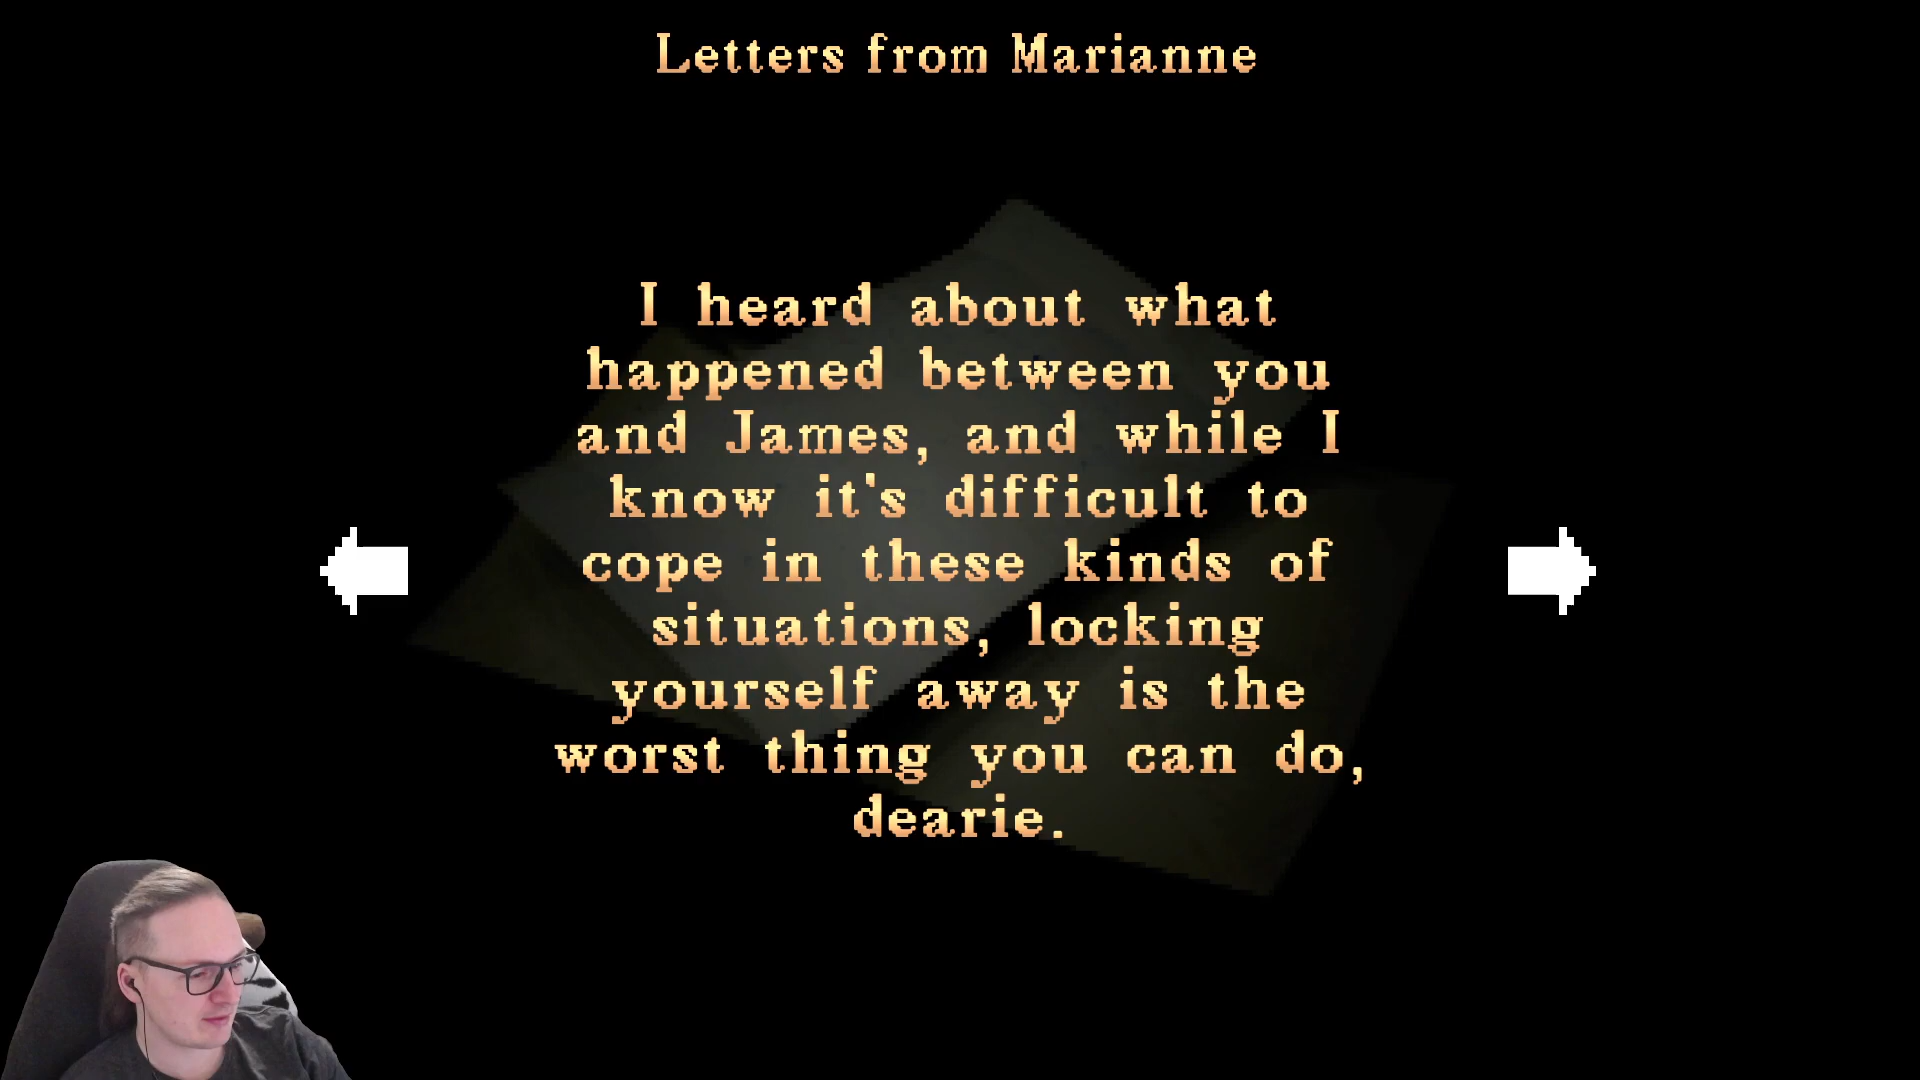 Letters from Marianne
I heard about what
happened between you
and James, and while I
know it's difficult to
cope in these kinds of
situations, locking
yourself away is the
worst thing you can do,
dearie.